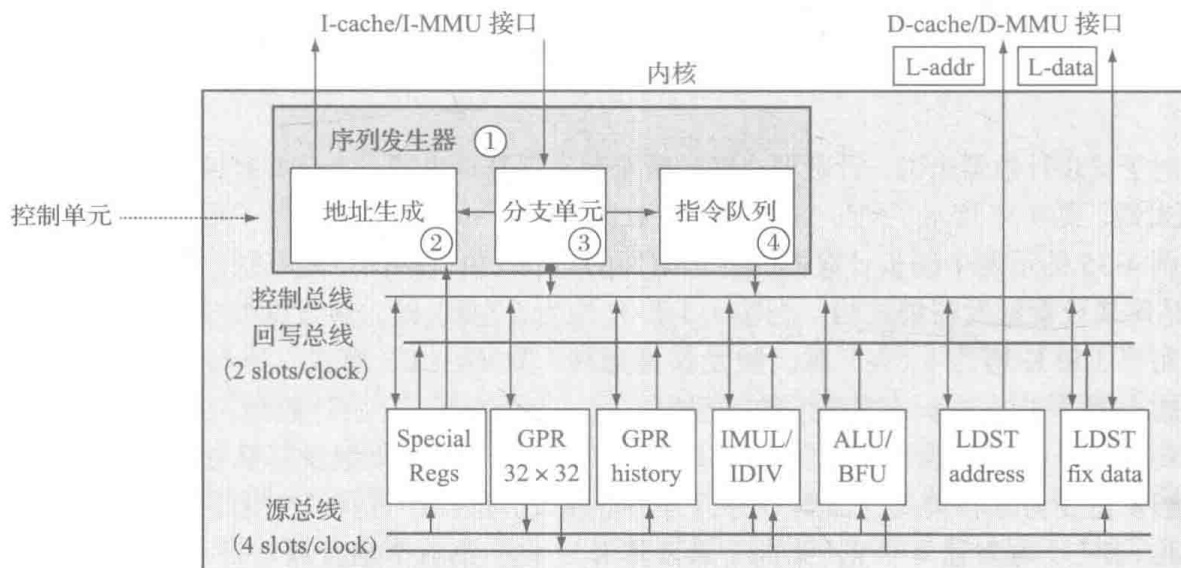 I-cache/I-MMU 接口
D-cache/D-MMU 接口
L-addr
L-data
内核
序列发生器 ①
控制单元
地址生成
②
分支单元
③
指令队列
④
控制总线
回写总线
(2 slots/clock)
Special
Regs
GPR
32 × 32
GPR
history
IMUL/
IDIV
ALU/
BFU
LDST
address
LDST
fix data
源总线
(4 slots/clock)